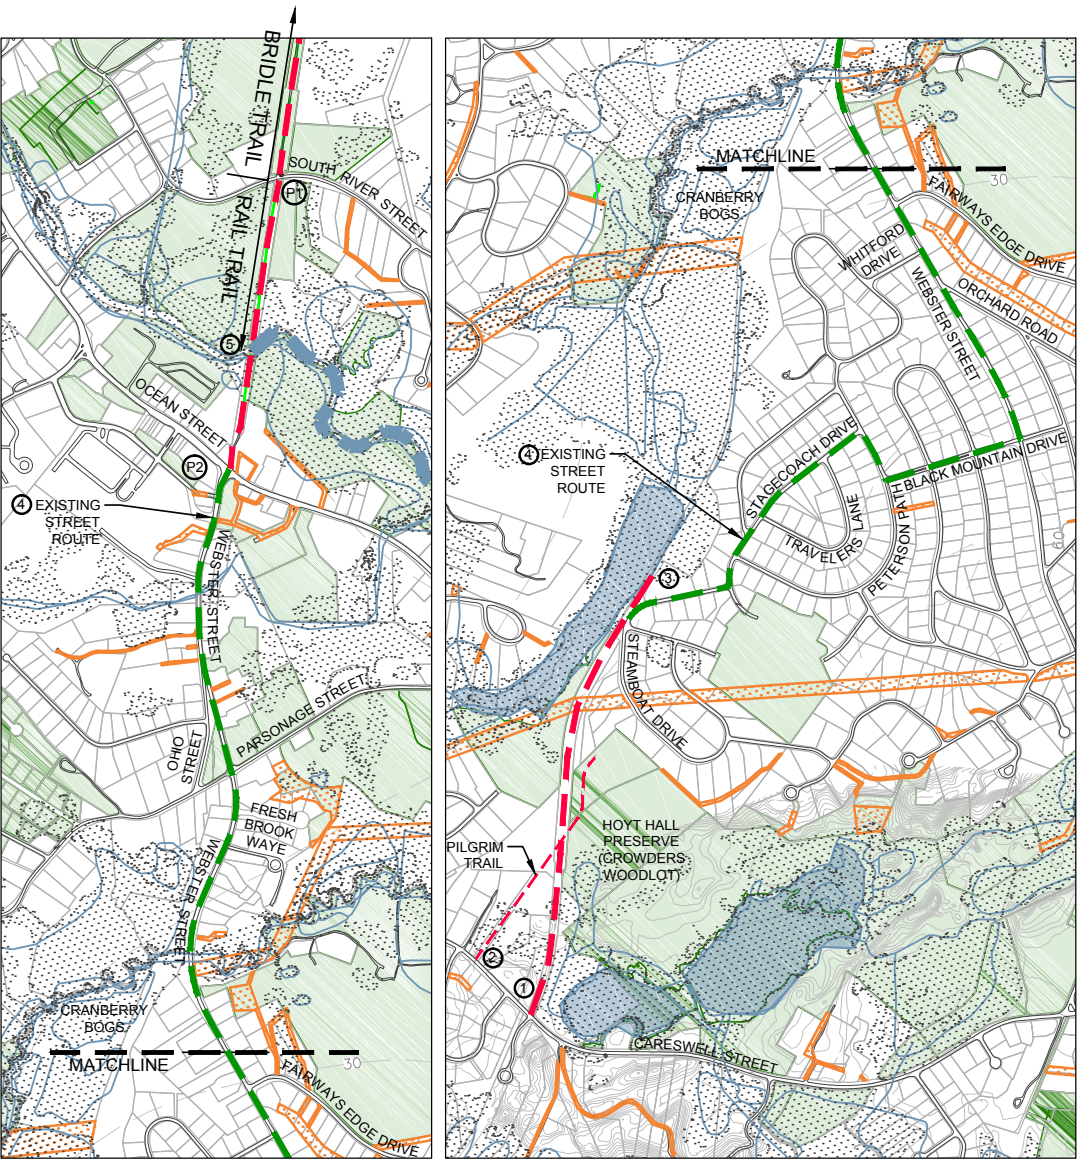 BRIDLE TRAIL
SOUTH RIVER STREET
P1
RAIL TRAIL
5
OCEAN STREET
P2
4 EXISTING
STREET
ROUTE
WEBSTER STREET
PARSONAGE STREET
OHIO
STREET
FRESH
BROOK
WAYE
WEBSTER STREET
CRANBERRY
BOGS
MATCHLINE
30
FAIRWAYS EDGE DRIVE
MATCHLINE
30
CRANBERRY
BOGS
FAIRWAYS EDGE DRIVE
WHITFORD
DRIVE
WEBSTER STREET
ORCHARD ROAD
4 EXISTING
STREET
ROUTE
STAGECOACH DRIVE
BLACK MOUNTAIN DRIVE
TRAVELERS LANE
PETERSON PATH
60
3
STEAMBOAT DRIVE
HOYT HALL
PRESERVE
(CROWDERS
WOODLOT)
PILGRIM
TRAIL
2
1
CARESWELL STREET